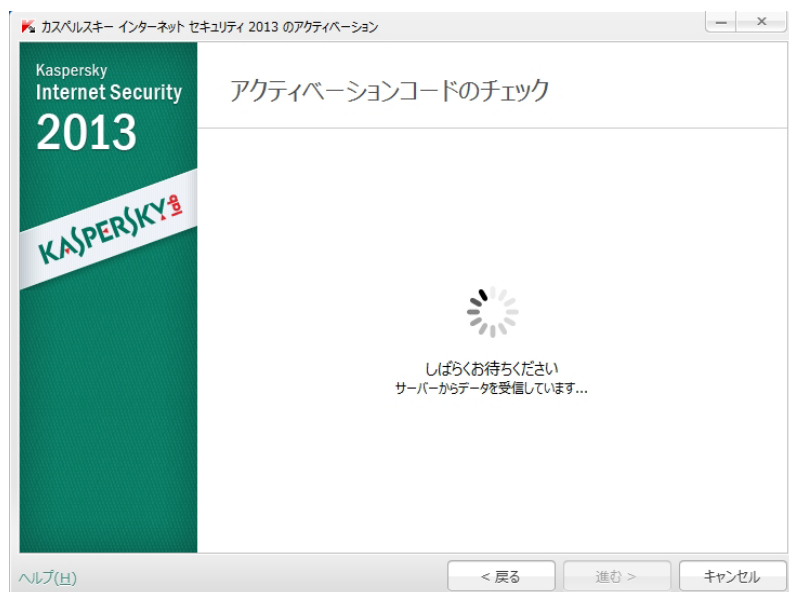 カスペルスキー インターネット セキュリティ 2013 のアクティベーション
Kaspersky
Internet Security
2013
KASPERSKY lab
アクティベーションコードのチェック
しばらくお待ちください
サーバーからデータを受信しています...
ヘルプ(H)
< 戻る
進む >
キャンセル